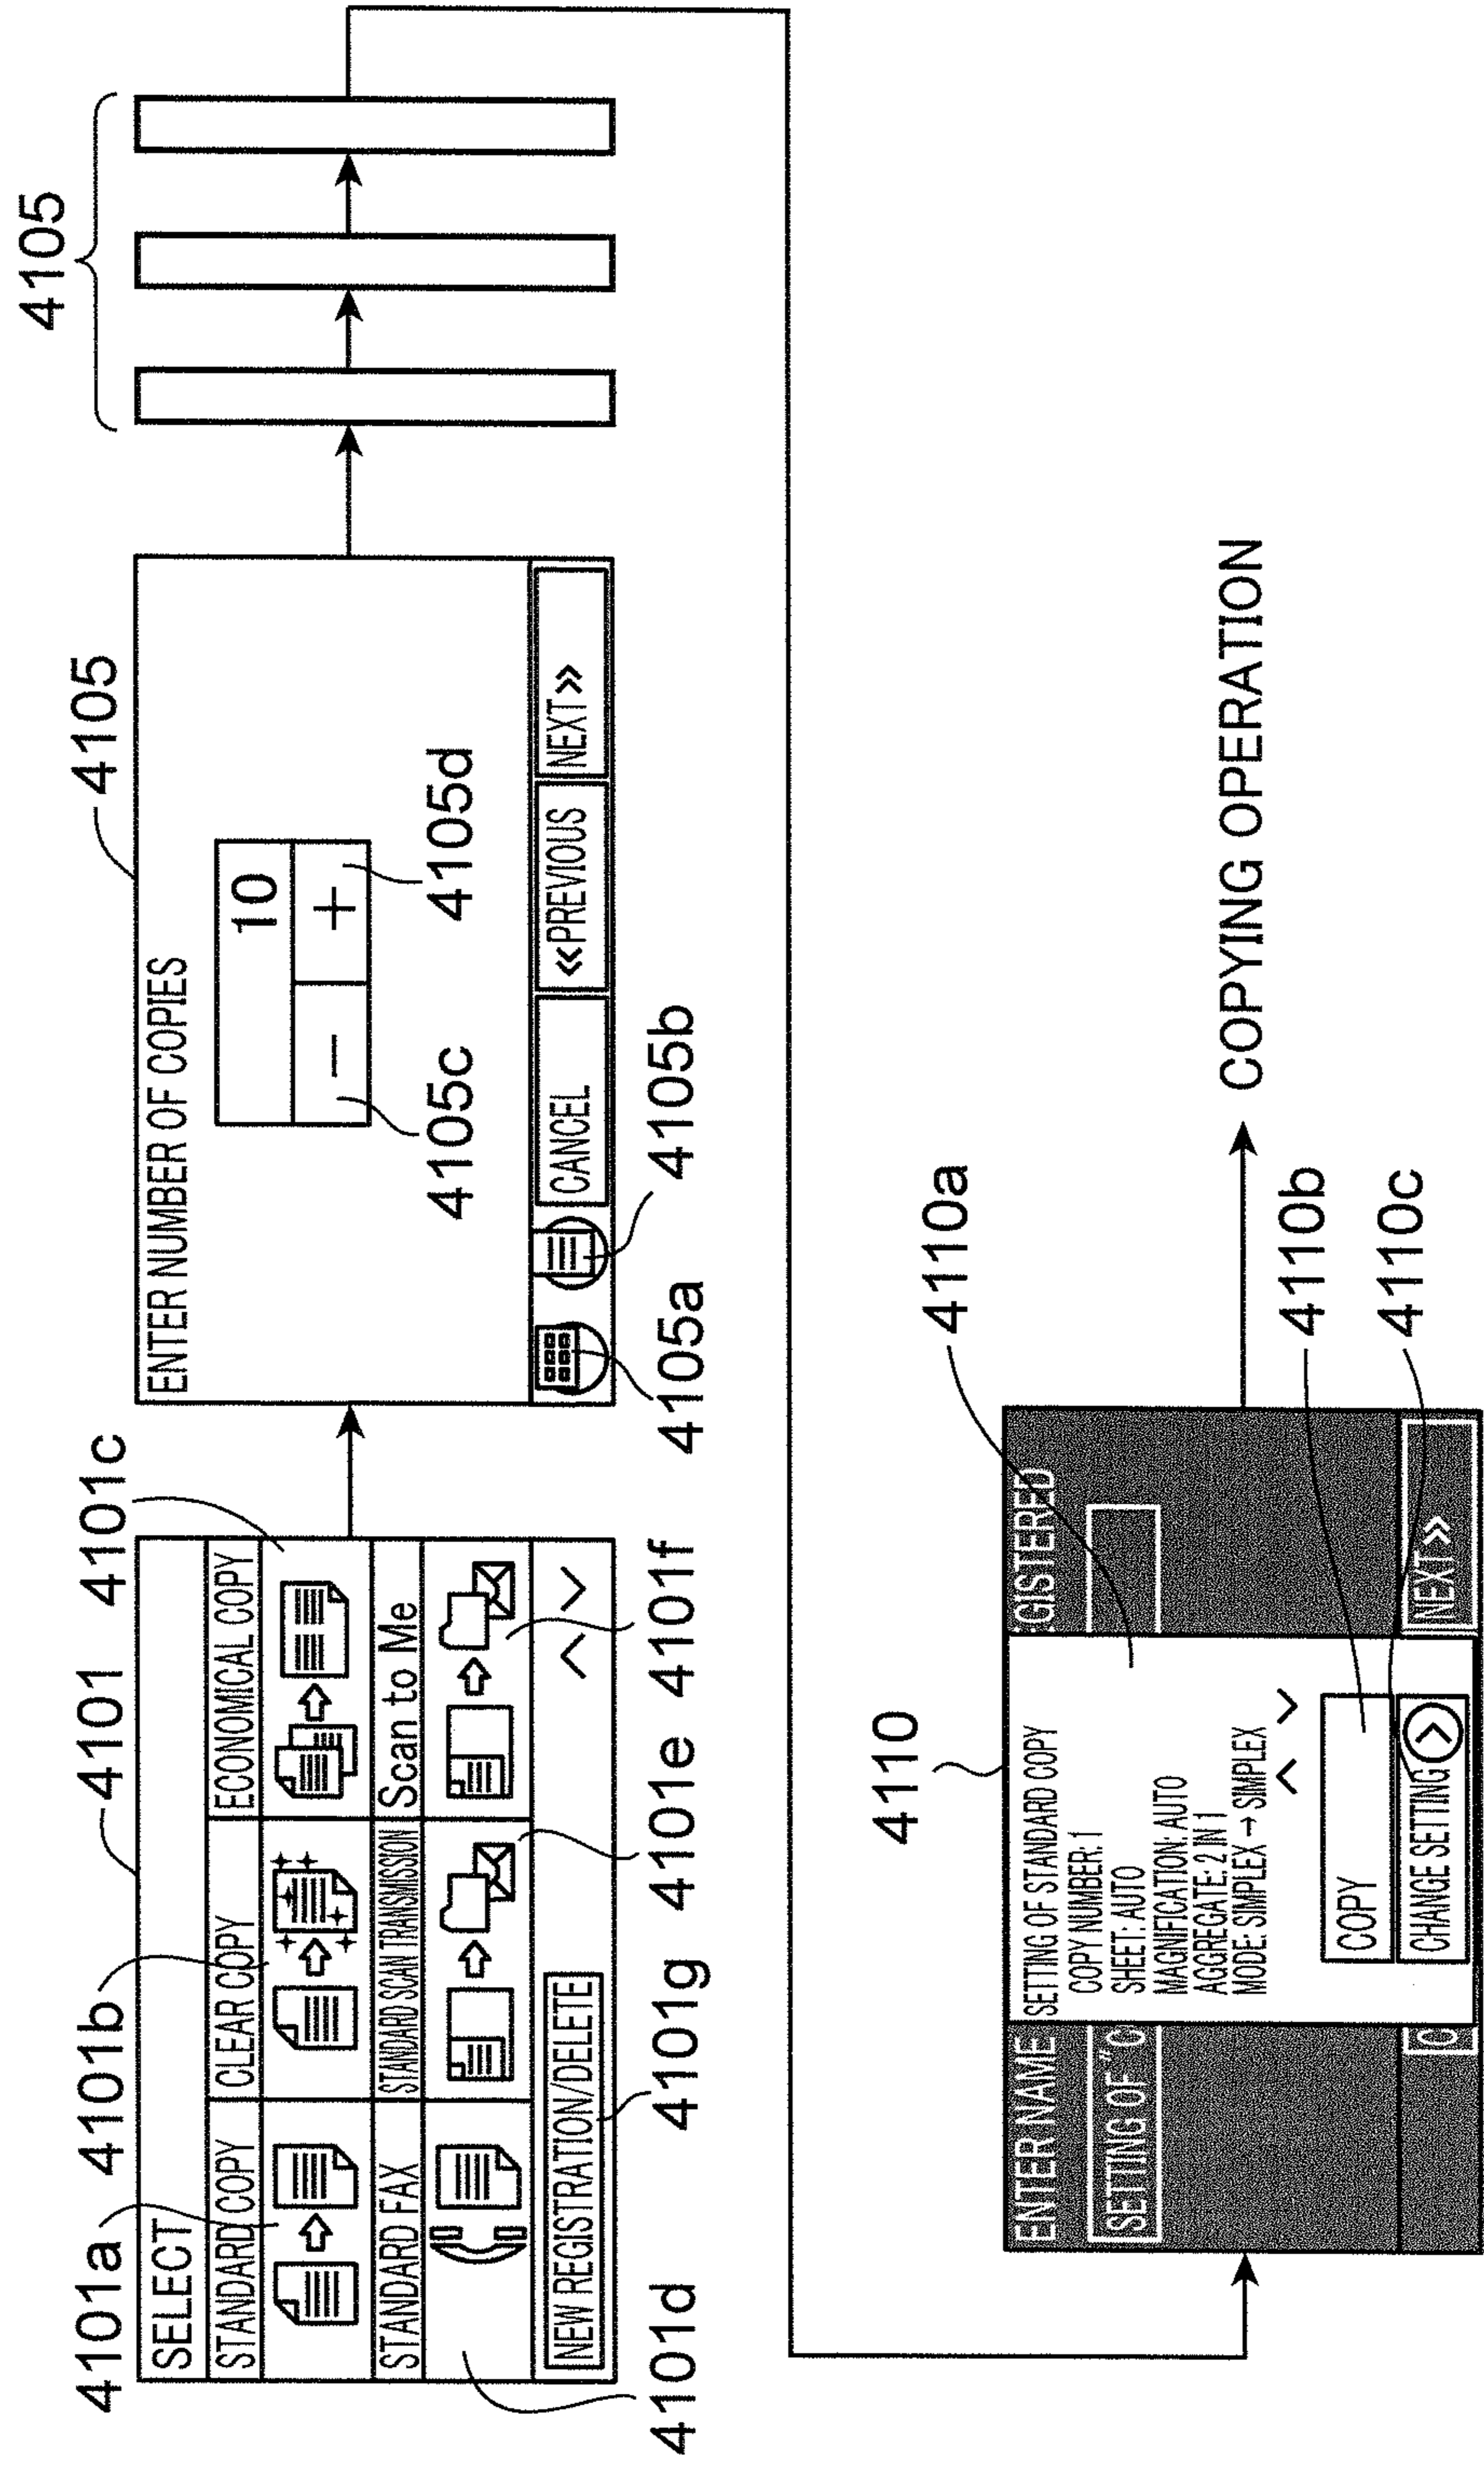 4101a
4101b
4101
4101c
SELECT
STANDARD COPY
CLEAR COPY
ECONOMICAL COPY
STANDARD FAX
STANDARD SCAN TRANSMISSION
Scan to Me
NEW REGISTRATION/DELETE
< >
4101d
4101g
4101e
4101f
4105
ENTER NUMBER OF COPIES
10
− +
4105c
4105d
CANCEL
«PREVIOUS
NEXT»
4105a
4105b
4105
4110
4110a
ENTER NAME
GISTERED
SETTING OF "C
SETTING OF STANDARD COPY
COPY NUMBER: 1
SHEET: AUTO
MAGNIFICATION: AUTO
AGGREGATE: 2 IN 1
MODE: SIMPLEX → SIMPLEX
< >
COPY
CHANGE SETTING >
NEXT»
4110b
4110c
COPYING OPERATION